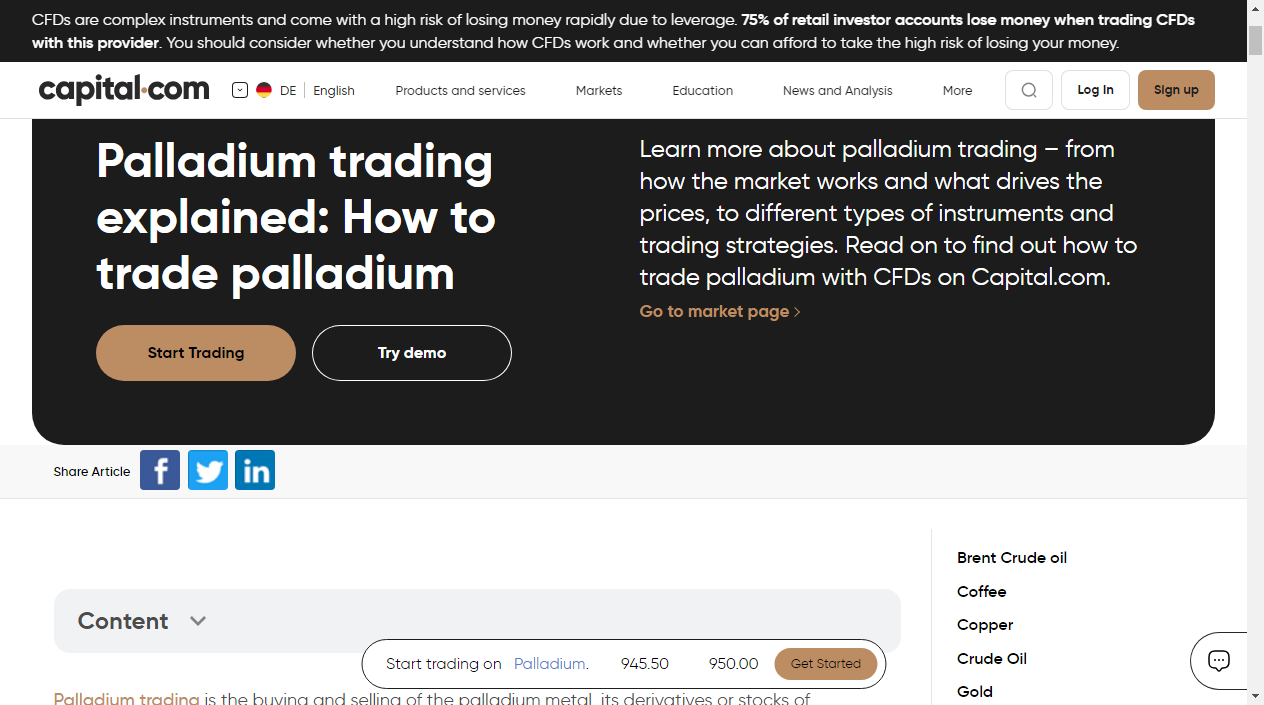 CFDs are complex instruments and come with a high risk of losing money rapidly due to leverage. 75% of retail investor accounts lose money when trading CFDs
with this provider. You should consider whether you understand how CFDs work and whether you can afford to take the high risk of losing your money.
capital.com DE English Products and services Markets Education News and Analysis More Log In Sign up
Palladium trading
explained: How to
trade palladium
Start Trading Try demo
Learn more about palladium trading – from
how the market works and what drives the
prices, to different types of instruments and
trading strategies. Read on to find out how to
trade palladium with CFDs on Capital.com.
Go to market page
Share Article f in
Content
Start trading on Palladium. 945.50 950.00 Get Started
Palladium trading is the buying and selling of the palladium metal, its derivatives or stocks of
Brent Crude oil
Coffee
Copper
Crude Oil
Gold